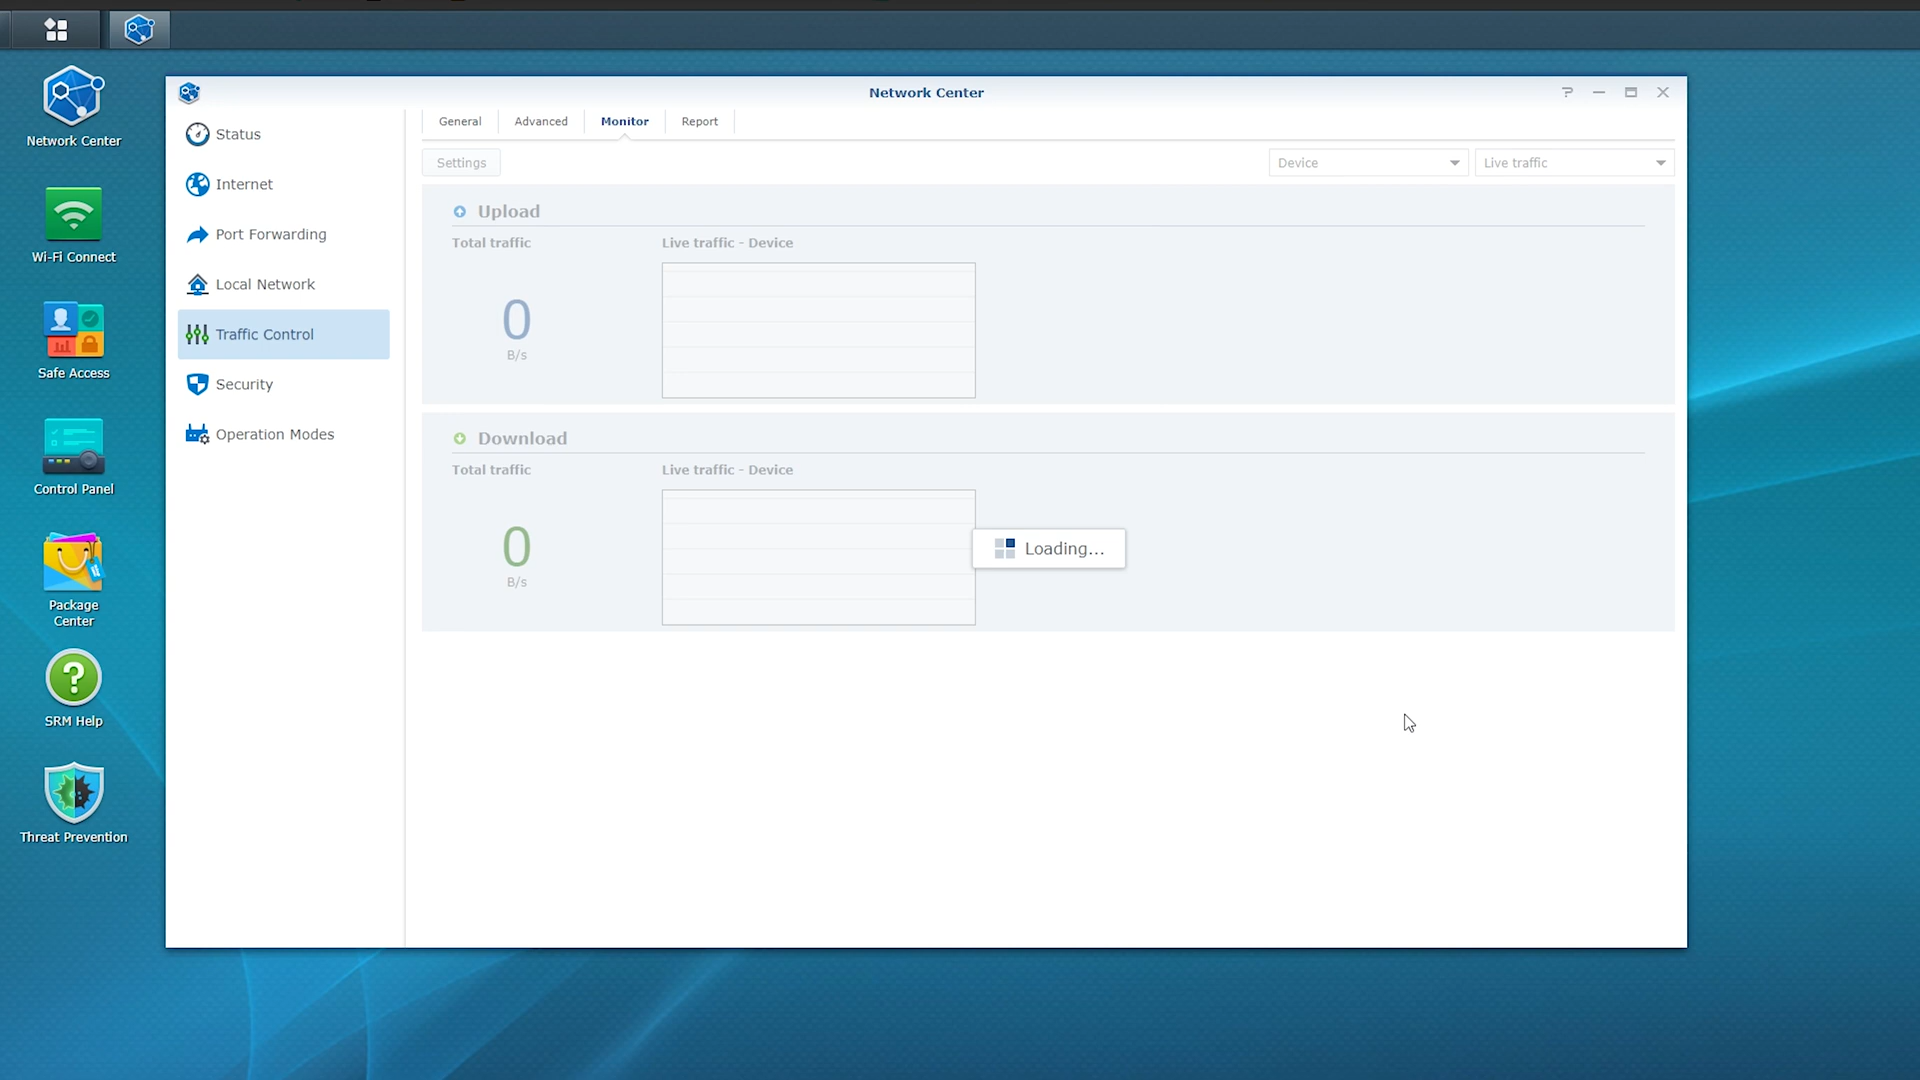 Network Center
Wi-Fi Connect
Safe Access
Control Panel
Package
Center
SRM Help
Threat Prevention
Network Center
Status
Internet
Port Forwarding
Local Network
Traffic Control
Security
Operation Modes
General Advanced Monitor Report
Settings Device Live traffic
Upload
Total traffic Live traffic - Device
0
B/s
Download
Total traffic Live traffic - Device
0
B/s
Loading...